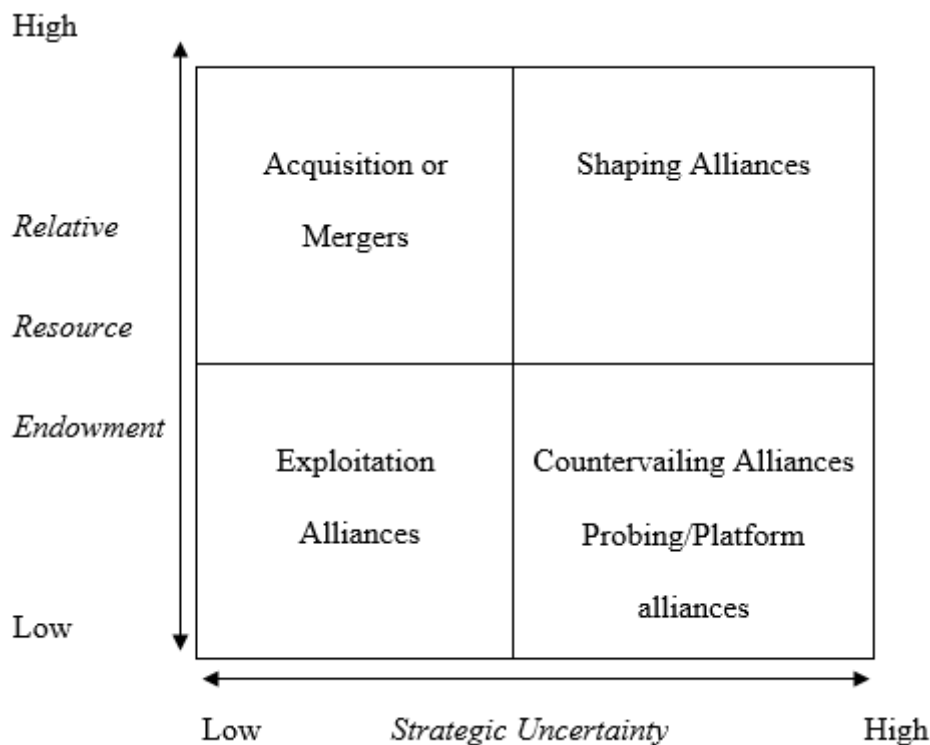 High
Acquisition or
Mergers
Shaping Alliances
Relative
Resource
Endowment
Exploitation
Alliances
Countervailing Alliances
Probing/Platform
alliances
Low
Low
Strategic Uncertainty
High